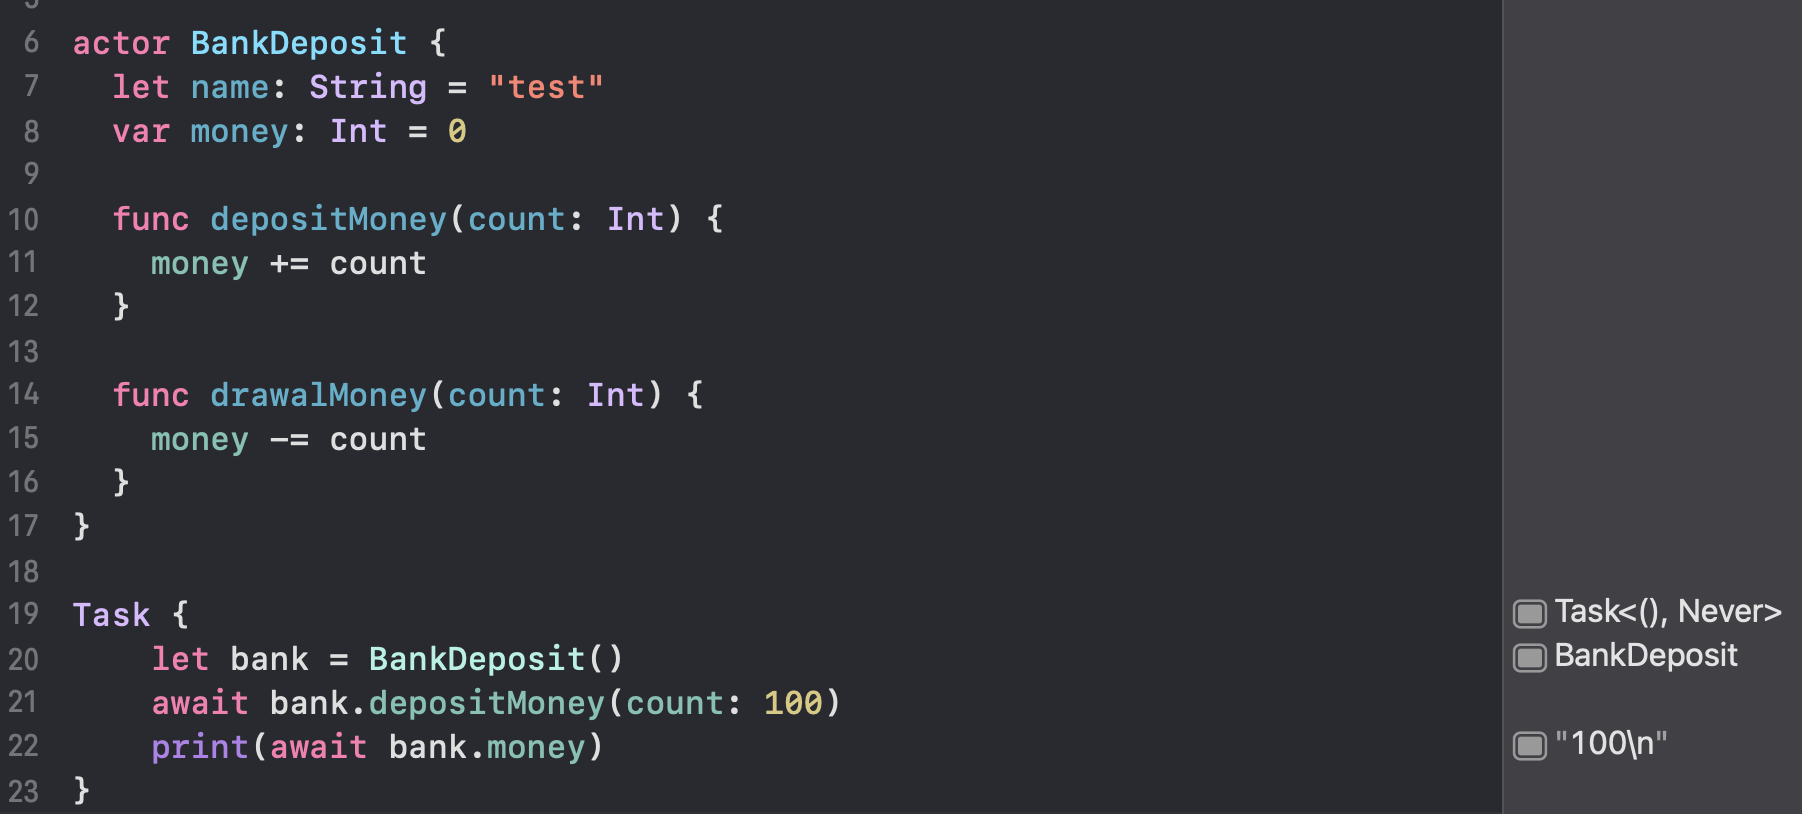 6 actor BankDeposit {
7 let name: String = "test"
8 var money: Int = 0
9
10 func depositMoney(count: Int) {
11 money += count
12 }
13
14 func drawalMoney(count: Int) {
15 money -= count
16 }
17 }
18
19 Task { Task<(), Never>
20 let bank = BankDeposit() BankDeposit
21 await bank.depositMoney(count: 100)
22 print(await bank.money) "100\n"
23 }